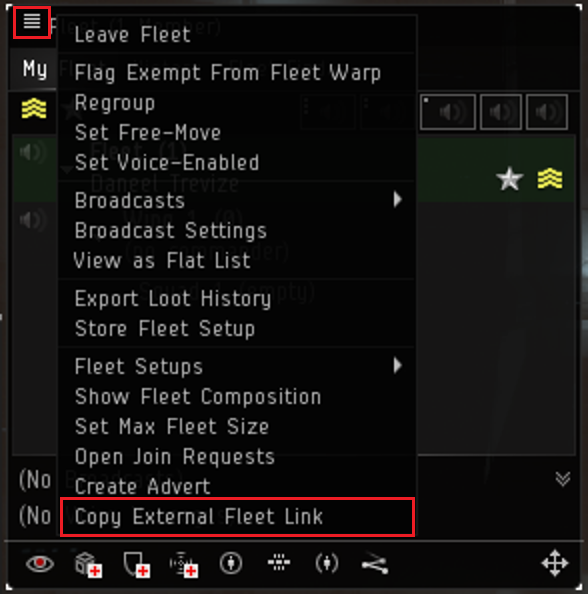 Leave Fleet
My
Flag Exempt From Fleet Warp
Regroup
Set Free-Move
Set Voice-Enabled
Daneel Trevize
Broadcasts
Broadcast Settings
View as Flat List
Export Loot History
Store Fleet Setup
Fleet Setups
Show Fleet Composition
Set Max Fleet Size
Open Join Requests
(No
Create Advert
(No
Copy External Fleet Link